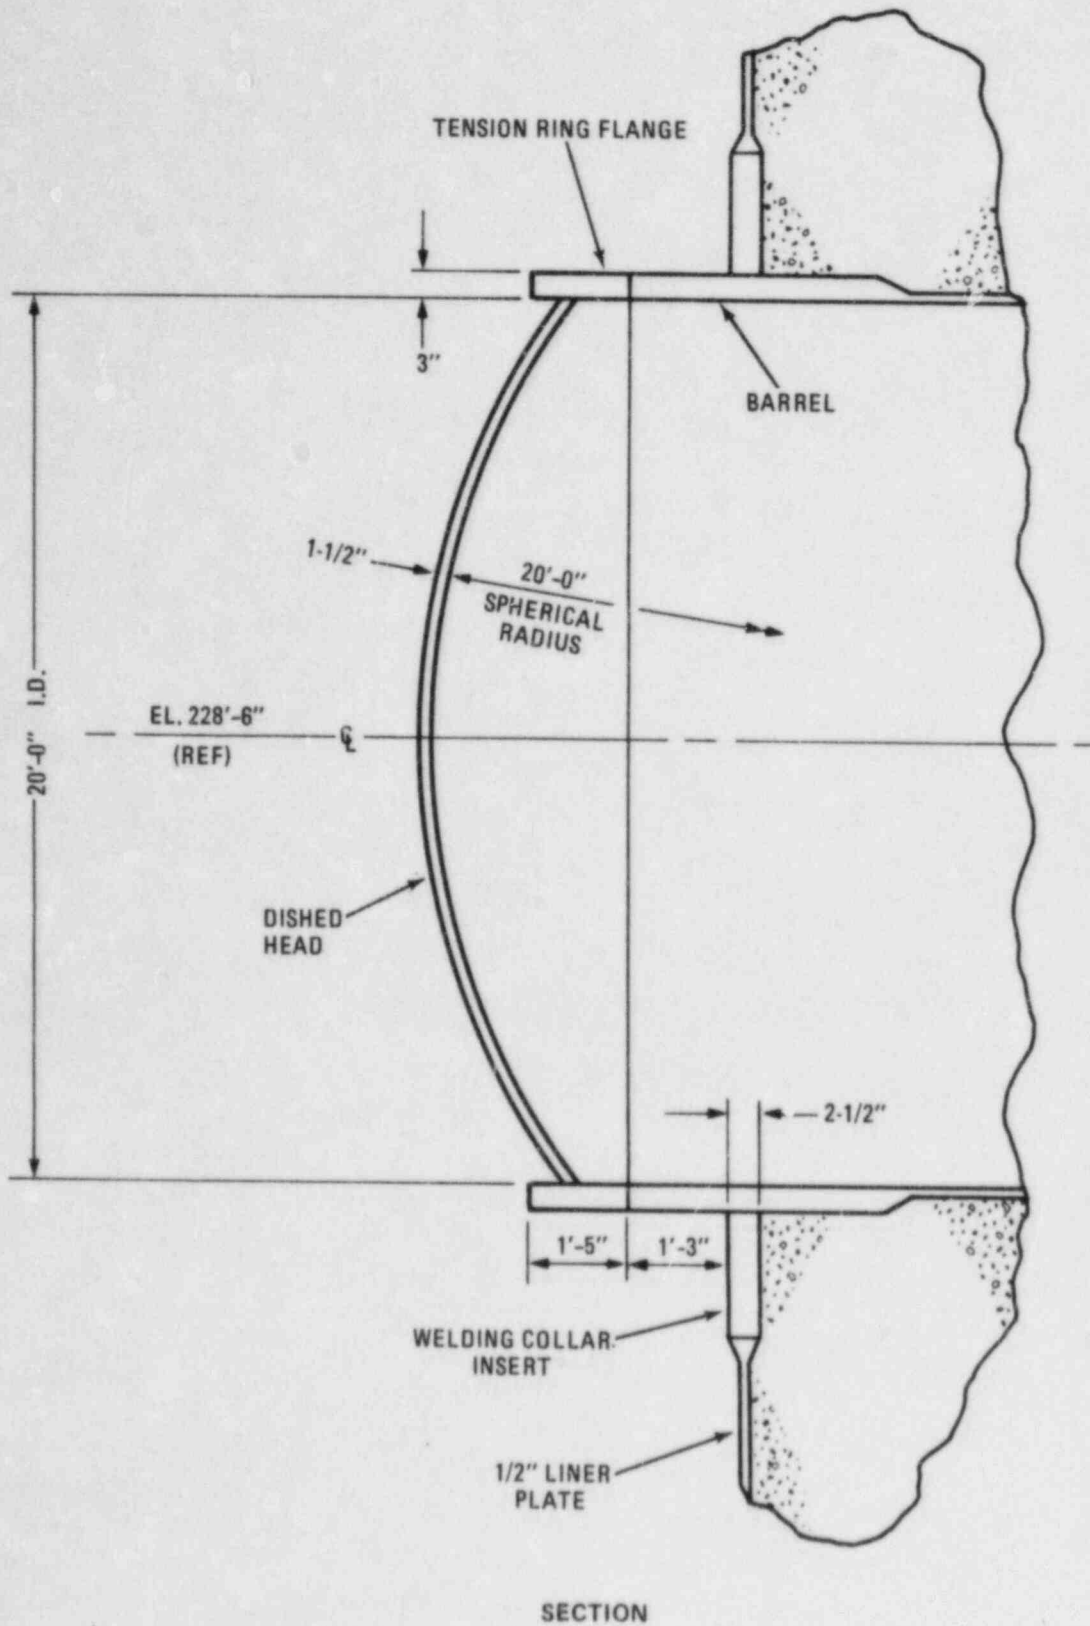 TENSION RING FLANGE
3"
BARREL
1-1/2"
20'-0"
SPHERICAL
RADIUS
20'-0" I.D.
EL. 228'-6"
(REF)
℄
DISHED
HEAD
2-1/2"
1'-5"
1'-3"
WELDING COLLAR
INSERT
1/2" LINER
PLATE
SECTION